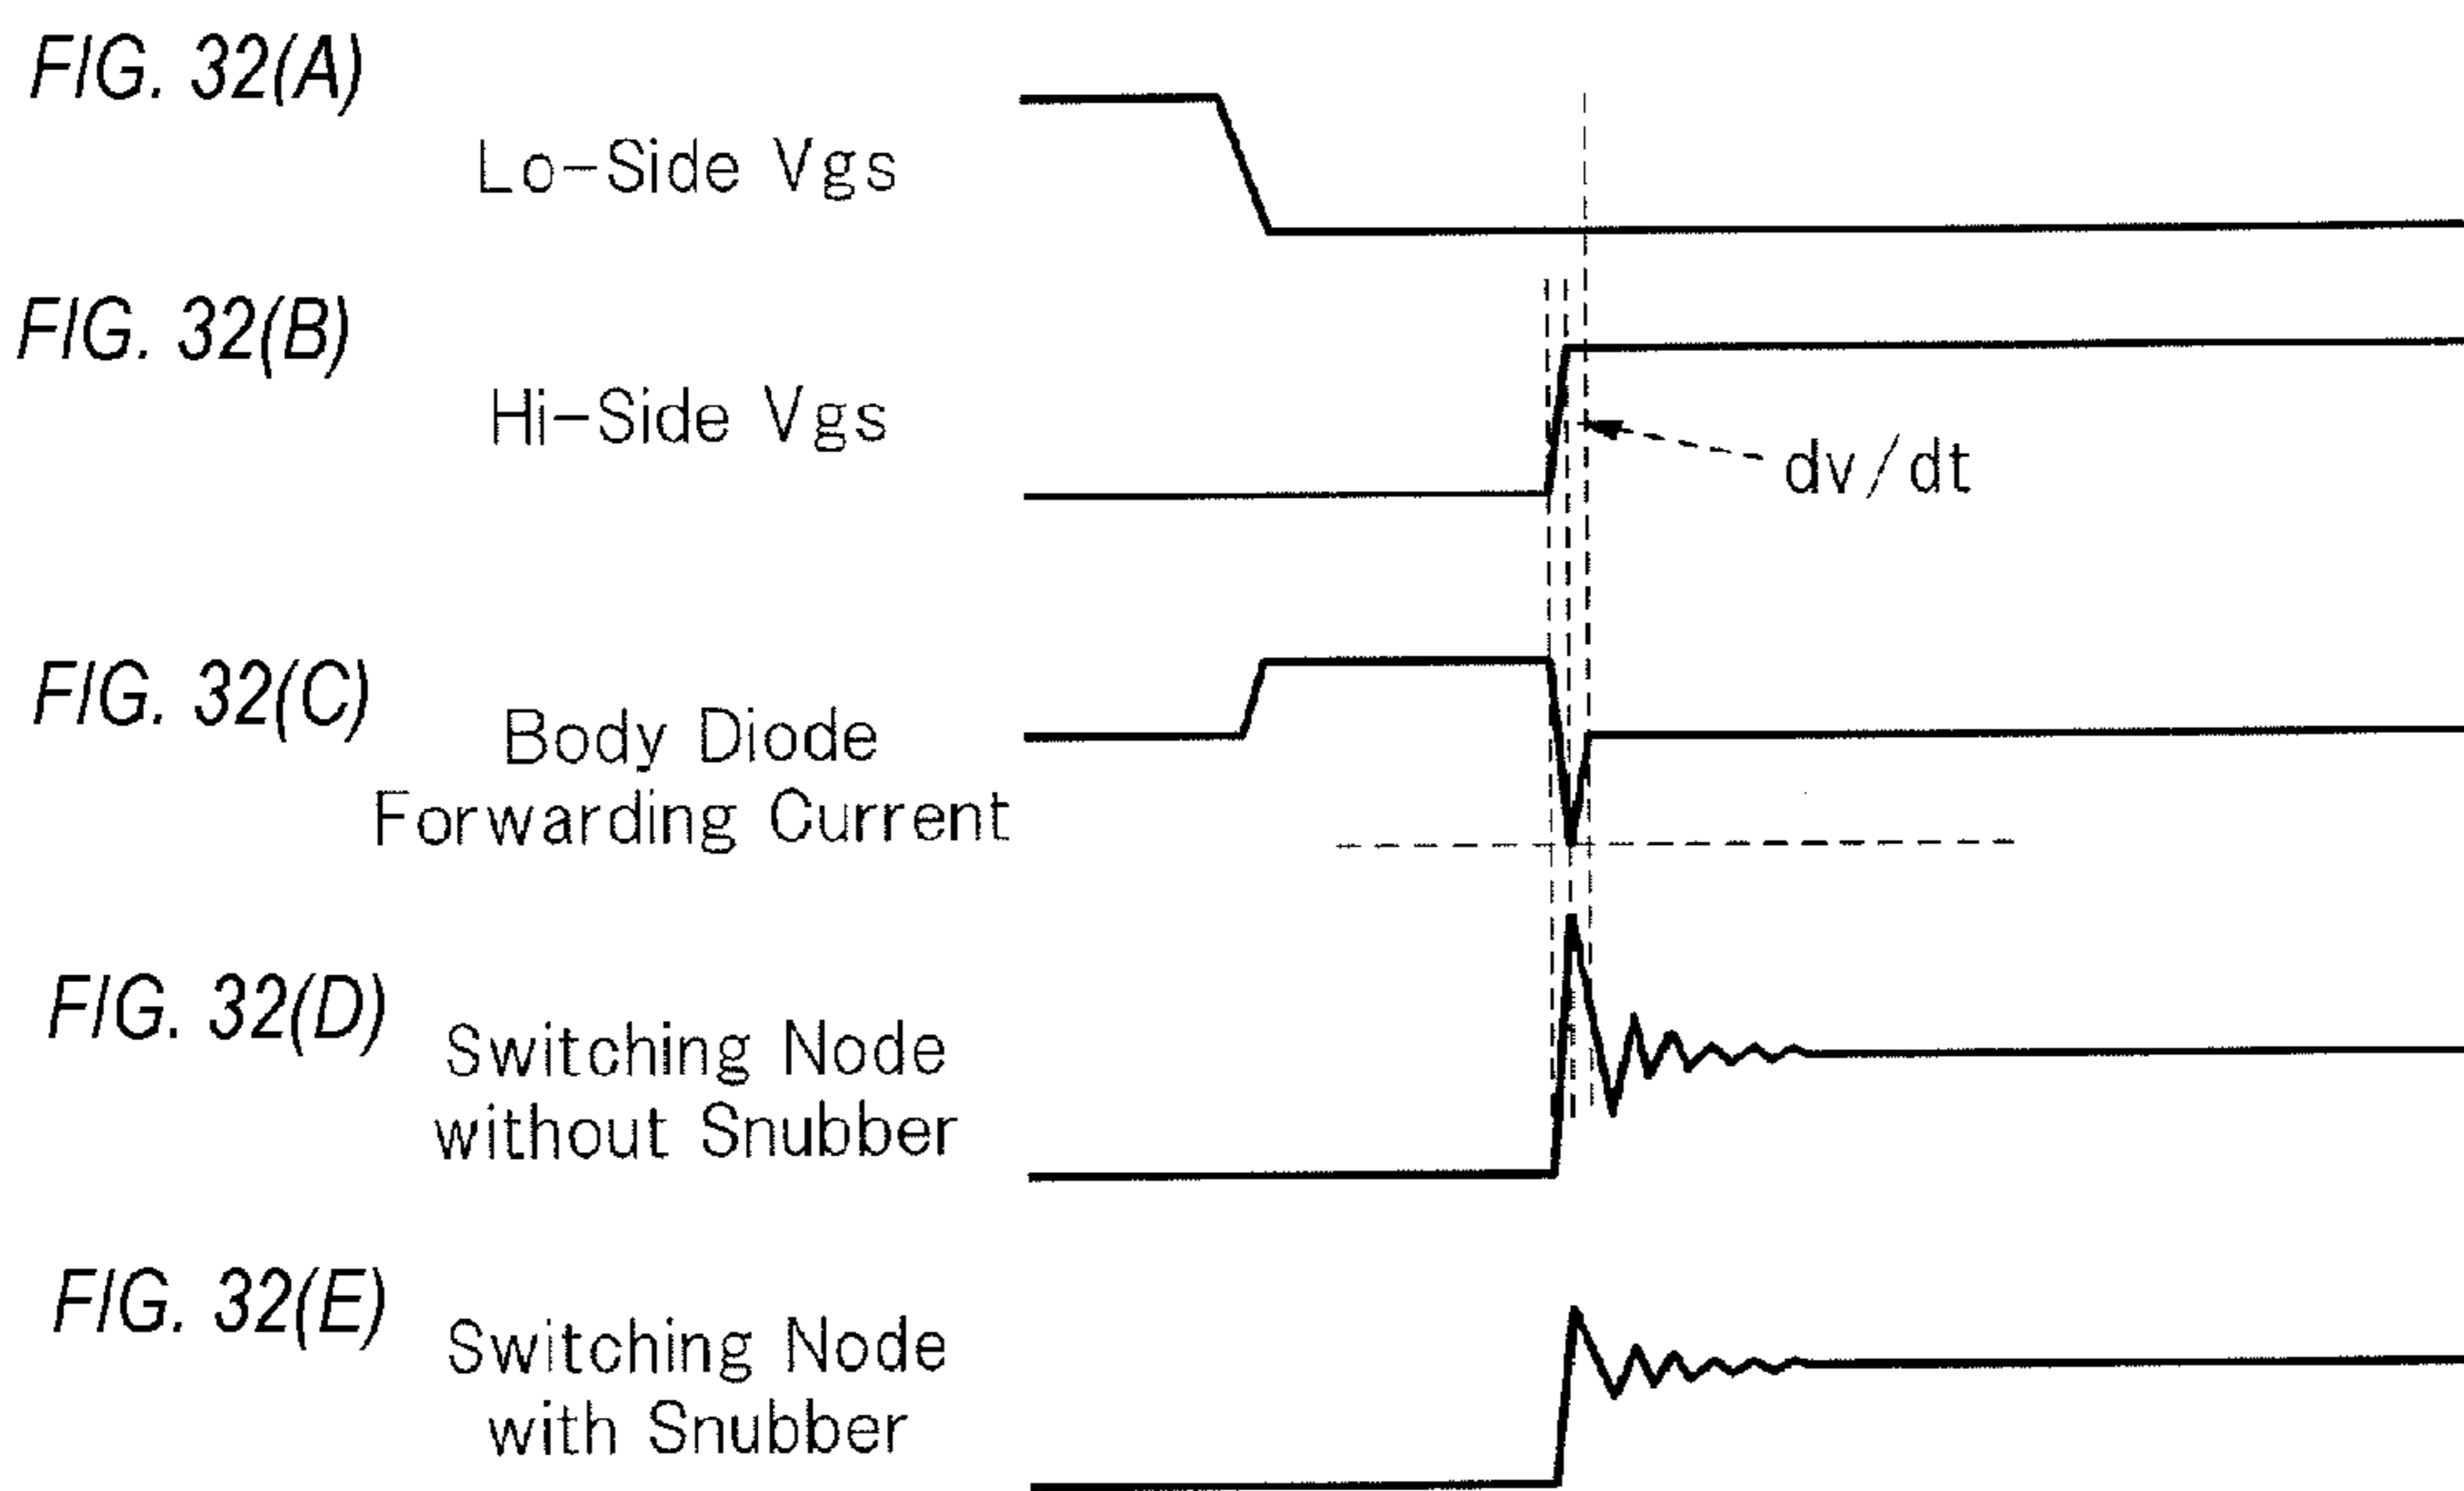 FIG. 32(A)
Lo-Side Vgs
FIG. 32(B)
Hi-Side Vgs
dv/dt
FIG. 32(C)
Body Diode
Forwarding Current
FIG. 32(D)
Switching Node
without Snubber
FIG. 32(E)
Switching Node
with Snubber